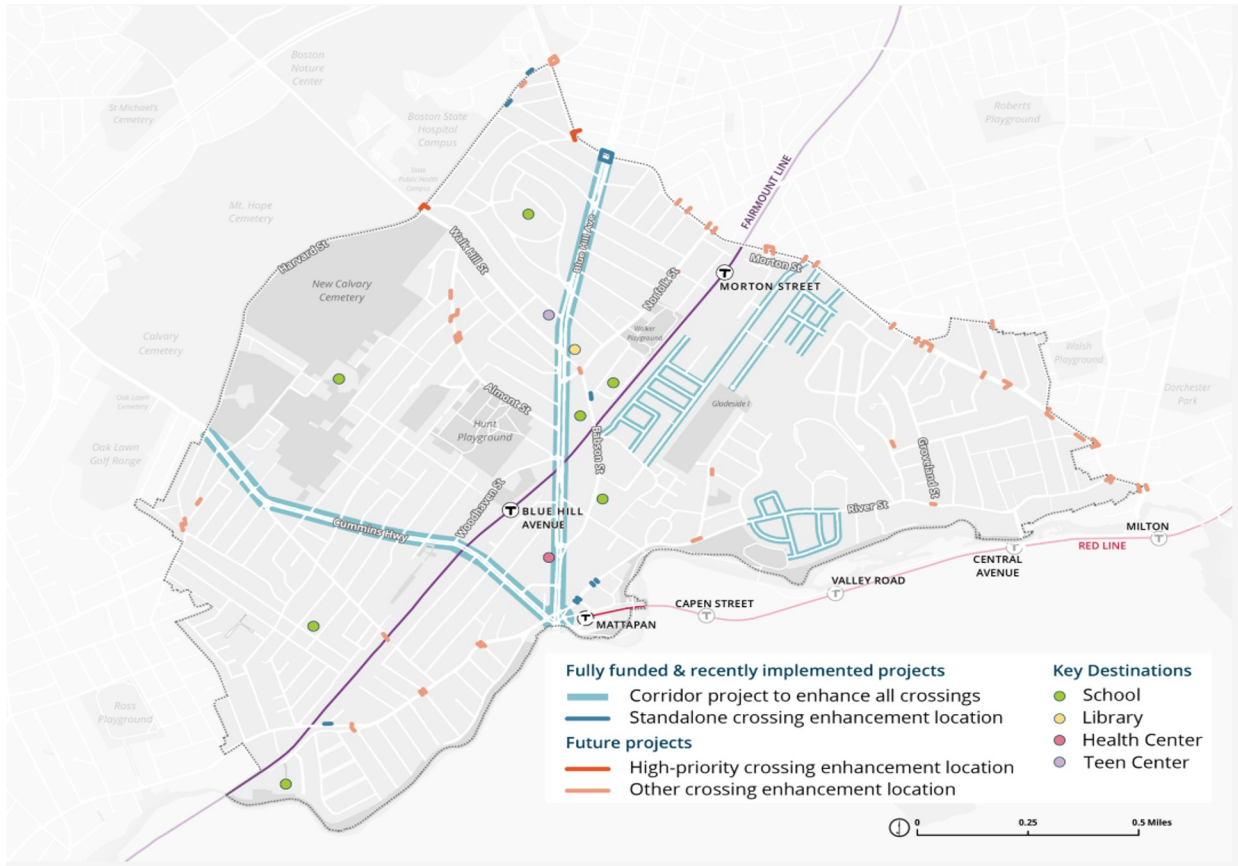 Boston
Nature
Center
St Michael's
Cemetery
Boston State
Hospital
Campus
Roberts
Playground
State
Public Health
Campus
Mt. Hope
Cemetery
FAIRMOUNT LINE
Harvard St
Walk Hill St
Blue Hill Ave
Morton St
Norfolk St
MORTON STREET
New Calvary
Cemetery
Walker
Playground
Calvary
Cemetery
Walsh
Playground
Dorchester
Park
Oak Lawn
Cemetery
Almont St
Gladeside I
Hunt
Playground
Oak Lawn
Golf Range
Babson St
Groveland St
Woodhaven St
BLUE HILL
AVENUE
River St
Cummins Hwy
MILTON
RED LINE
CENTRAL
AVENUE
VALLEY ROAD
CAPEN STREET
MATTAPAN
Ross
Playground
Fully funded & recently implemented projects
Corridor project to enhance all crossings
Standalone crossing enhancement location
Future projects
High-priority crossing enhancement location
Other crossing enhancement location
Key Destinations
School
Library
Health Center
Teen Center
0 0.25 0.5 Miles